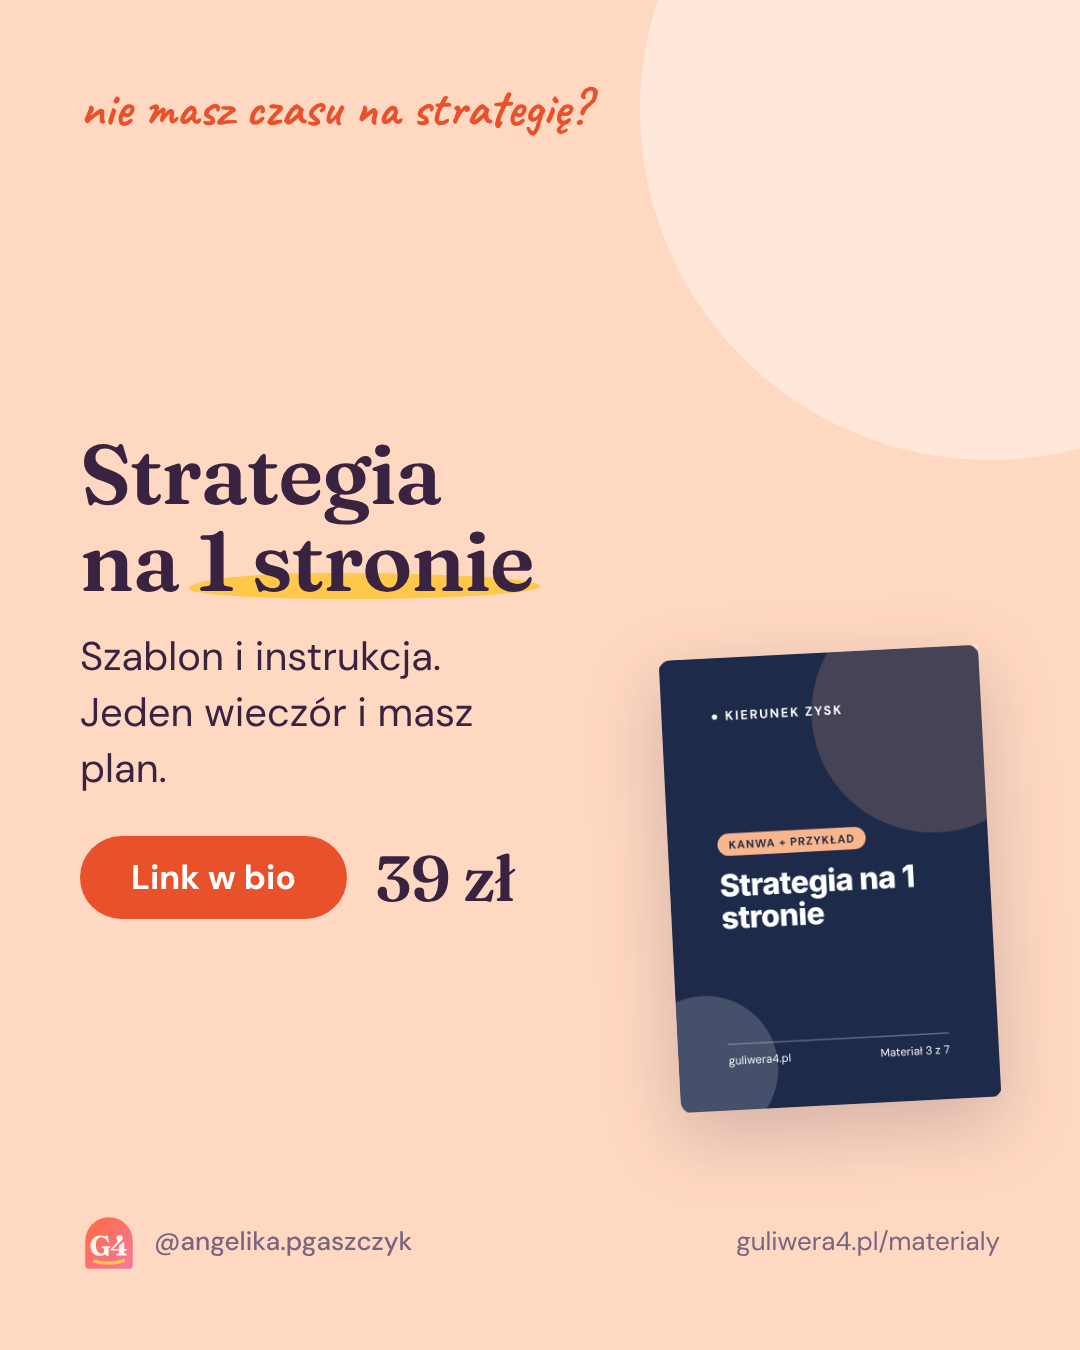 nie masz czasu na strategię?
Strategia
na 1 stronie
Szablon i instrukcja.
Jeden wieczór i masz
plan.
Link w bio
39 zł
• KIERUNEK ZYSK
KANWA + PRZYKŁAD
Strategia na 1
stronie
guliwera4.pl
Materiał 3 z 7
G4
@angelika.pgaszczyk
guliwera4.pl/materialy